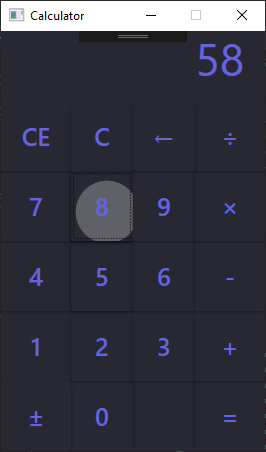 Calculator
58
CE C ← ÷
7 8 9 ×
4 5 6 -
1 2 3 +
± 0 =